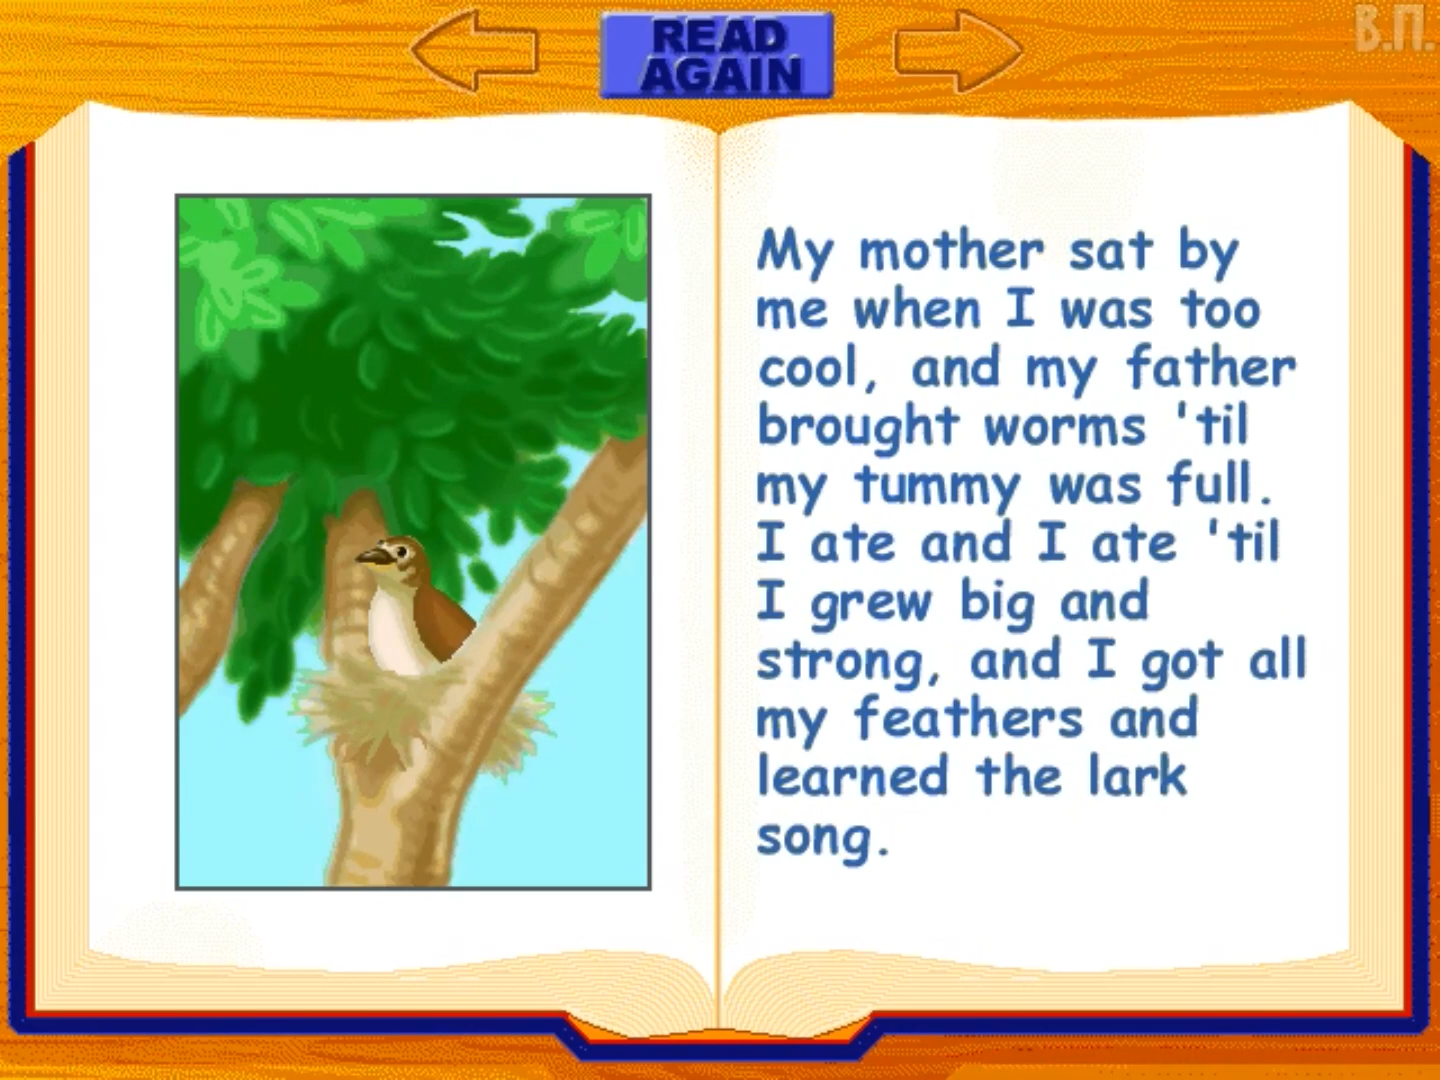 READ
AGAIN
В.П.
My mother sat by
me when I was too
cool, and my father
brought worms 'til
my tummy was full.
I ate and I ate 'til
I grew big and
strong, and I got all
my feathers and
learned the lark
song.